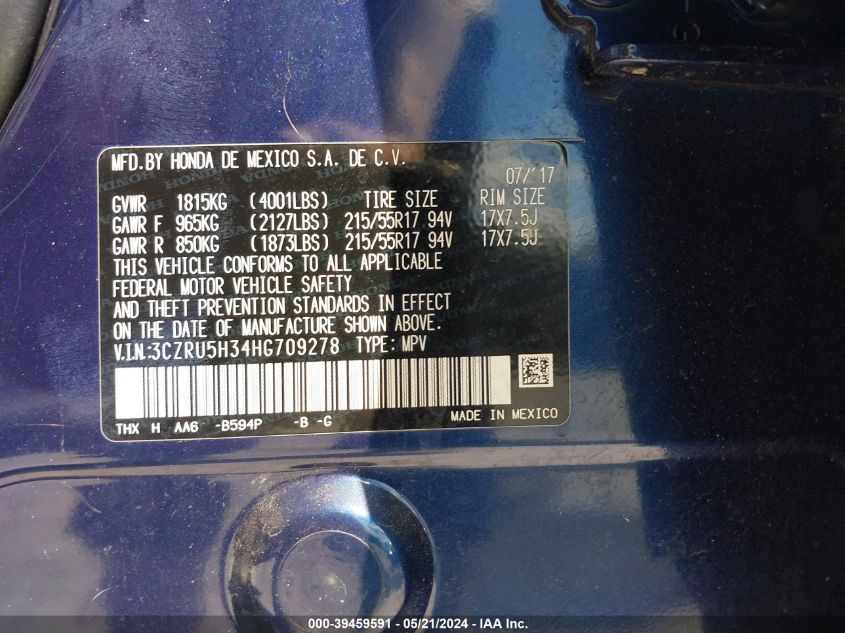 MFD.BY HONDA DE MEXICO S.A. DE C.V.
07/'17
GVWR 1815KG (4001LBS) TIRE SIZE RIM SIZE
GAWR F 965KG (2127LBS) 215/55R17 94V 17X7.5J
GAWR R 850KG (1873LBS) 215/55R17 94V 17X7.5J
THIS VEHICLE CONFORMS TO ALL APPLICABLE
FEDERAL MOTOR VEHICLE SAFETY
AND THEFT PREVENTION STANDARDS IN EFFECT
ON THE DATE OF MANUFACTURE SHOWN ABOVE.
V.I.N.:3CZRU5H34HG709278 TYPE: MPV
THX H AA6 -B594P -B -G MADE IN MEXICO
000-39459591 - 05/21/2024 - IAA Inc.